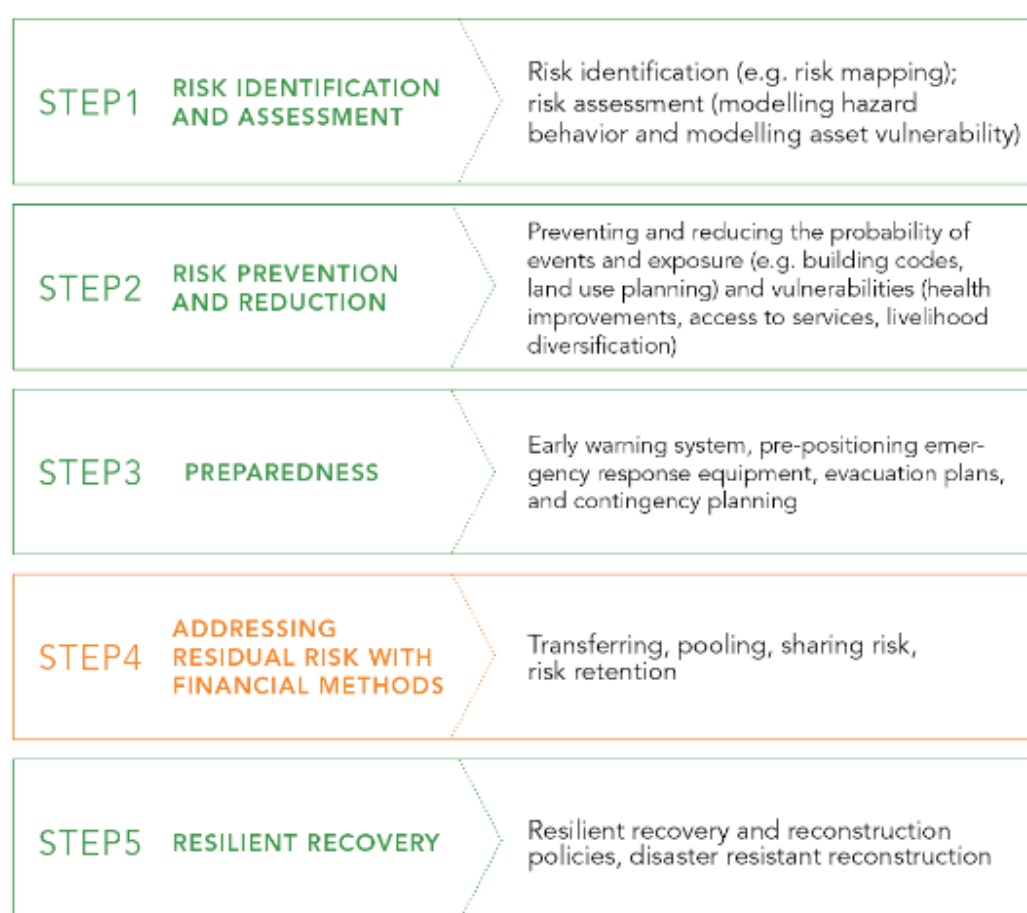 STEP1
RISK IDENTIFICATION
AND ASSESSMENT
Risk identification (e.g. risk mapping);
risk assessment (modelling hazard
behavior and modelling asset vulnerability)
STEP2
RISK PREVENTION
AND REDUCTION
Preventing and reducing the probability of
events and exposure (e.g. building codes,
land use planning) and vulnerabilities (health
improvements, access to services, livelihood
diversification)
STEP3
PREPAREDNESS
Early warning system, pre-positioning emer-
gency response equipment, evacuation plans,
and contingency planning
STEP4
ADDRESSING
RESIDUAL RISK WITH
FINANCIAL METHODS
Transferring, pooling, sharing risk,
risk retention
STEP5
RESILIENT RECOVERY
Resilient recovery and reconstruction
policies, disaster resistant reconstruction